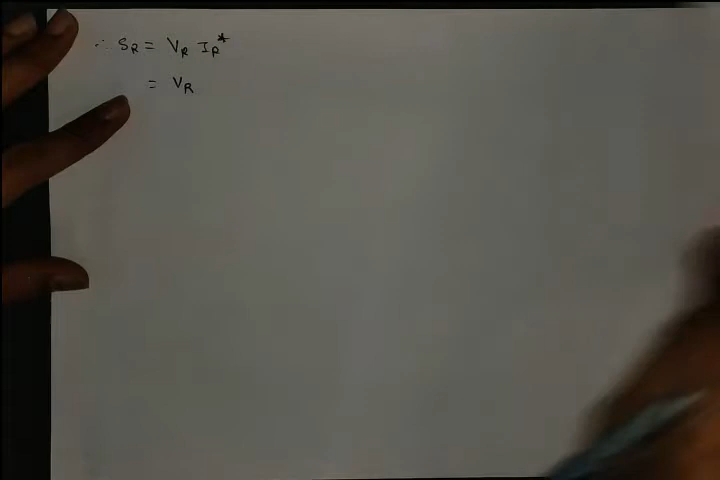 ∴ S_R = V_R I_R*
= V_R